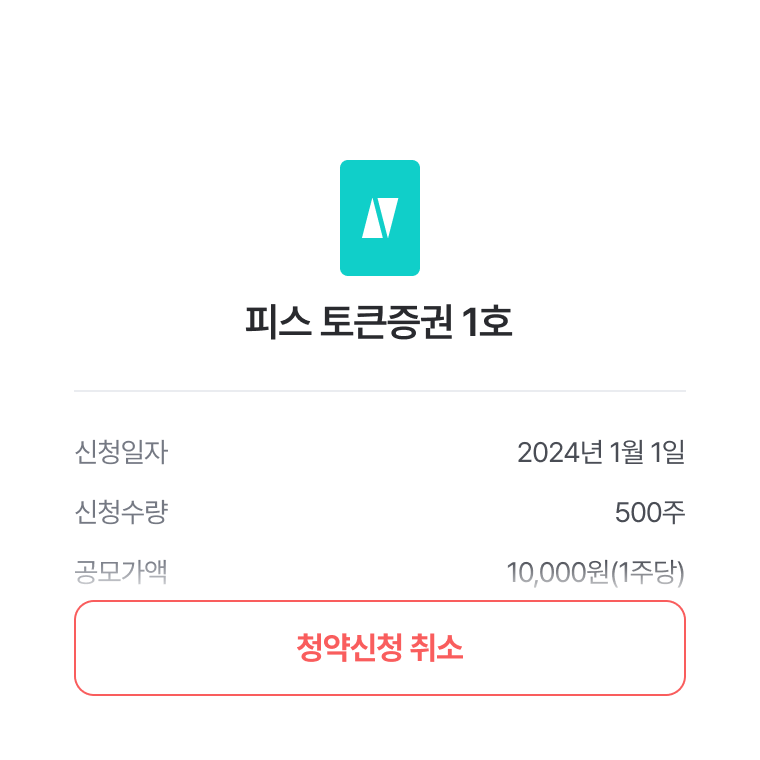 피스 토큰증권 1호
신청일자 2024년 1월 1일
신청수량 500주
공모가액 10,000원(1주당)
청약신청 취소